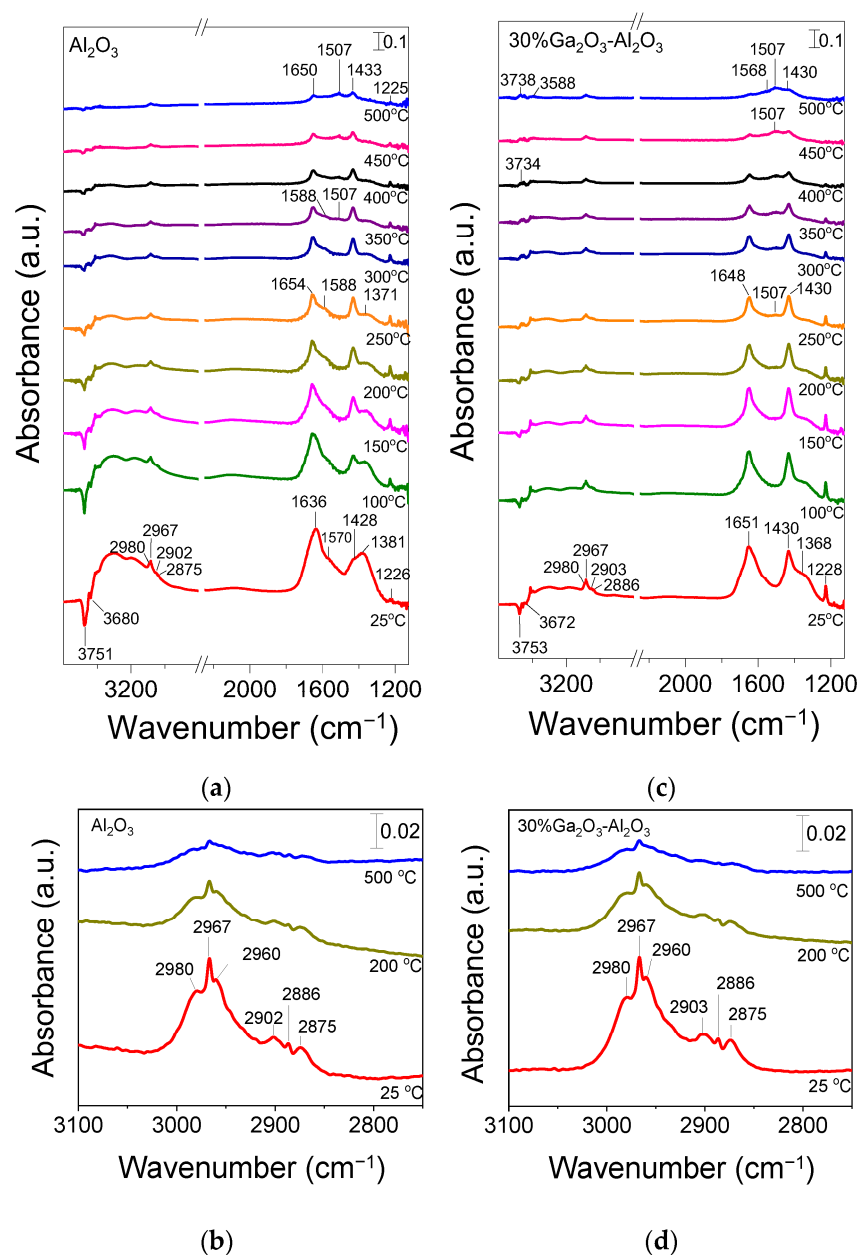 Al₂O₃
0.1
1507
1650
1433
1225
500°C
450°C
400°C
1588
1507
350°C
300°C
1654
1588
1371
250°C
200°C
150°C
100°C
1636
1428
1570
1381
2967
2980
2902
2875
1226
3680
25°C
3751
3200
2000
1600
1200
Absorbance (a.u.)
Wavenumber (cm⁻¹)
(a)
30%Ga₂O₃-Al₂O₃
0.1
1507
1568
1430
3738
3588
500°C
1507
450°C
3734
400°C
350°C
300°C
1648
1430
1507
250°C
200°C
150°C
100°C
1651
1430
1368
2967
2980
2903
2886
1228
3672
25°C
3753
3200
2000
1600
1200
Absorbance (a.u.)
Wavenumber (cm⁻¹)
(c)
Al₂O₃
0.02
500 °C
200 °C
2967
2980
2960
2902
2886
2875
25 °C
3100
3000
2900
2800
Absorbance (a.u.)
Wavenumber (cm⁻¹)
(b)
30%Ga₂O₃-Al₂O₃
0.02
500 °C
200 °C
2967
2980
2960
2903
2886
2875
25 °C
3100
3000
2900
2800
Absorbance (a.u.)
Wavenumber (cm⁻¹)
(d)